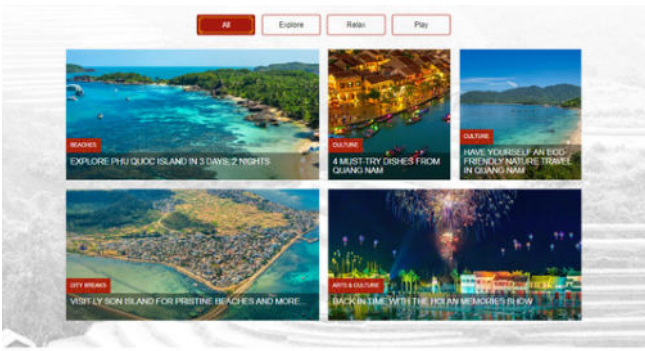 All
Explore
Relax
Play
BEACHES
EXPLORE PHU QUOC ISLAND IN 3 DAYS, 2 NIGHTS
CULTURE
4 MUST-TRY DISHES FROM
QUANG NAM
CULTURE
HAVE YOURSELF AN ECO-
FRIENDLY NATURE TRAVEL
IN QUANG NAM
CITY BREAKS
VISIT LY SON ISLAND FOR PRISTINE BEACHES AND MORE...
ARTS & CULTURE
BACK IN TIME WITH THE HOI AN MEMORIES SHOW